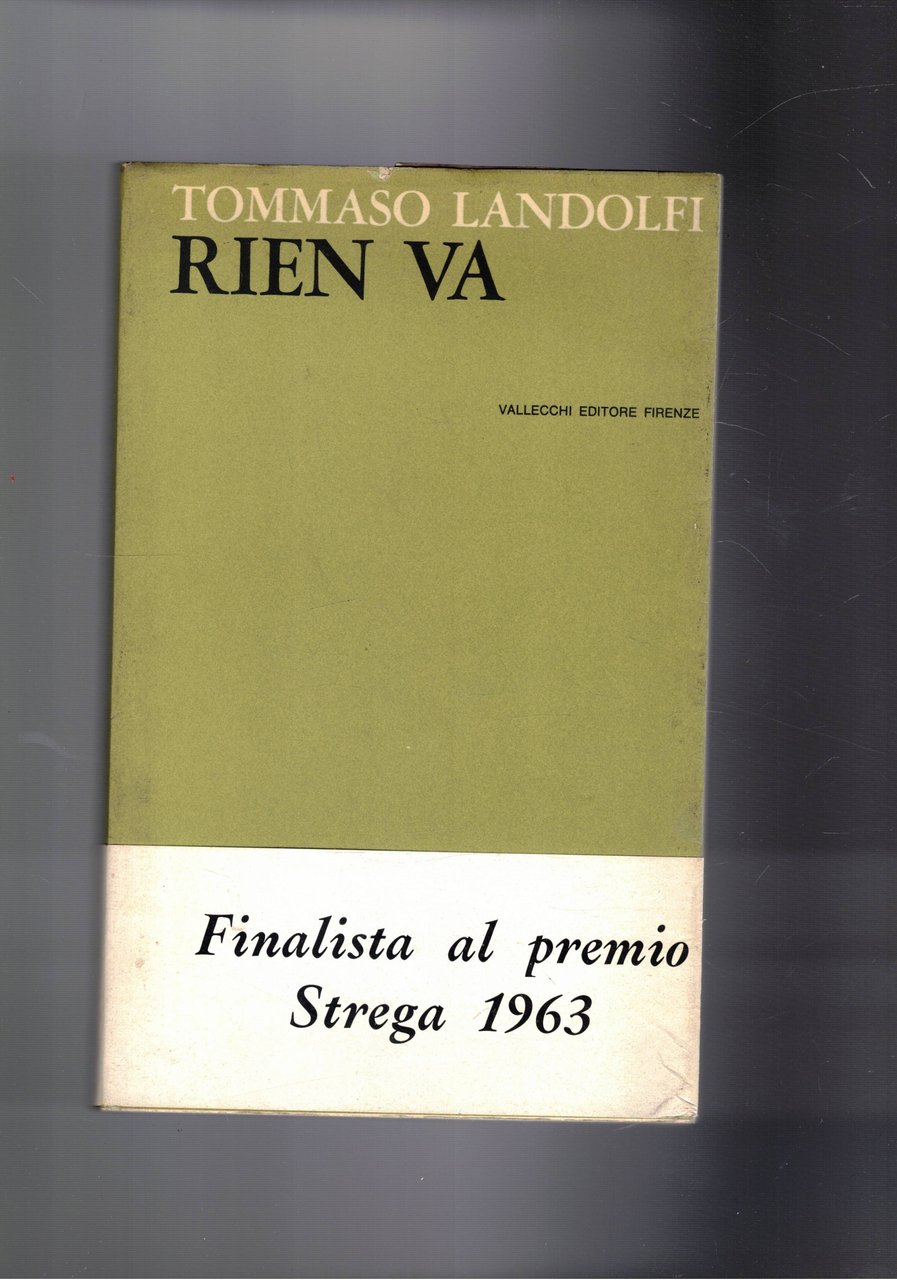 TOMMASO LANDOLFI
RIEN VA
VALLECCHI EDITORE FIRENZE
Finalista al premio
Strega 1963